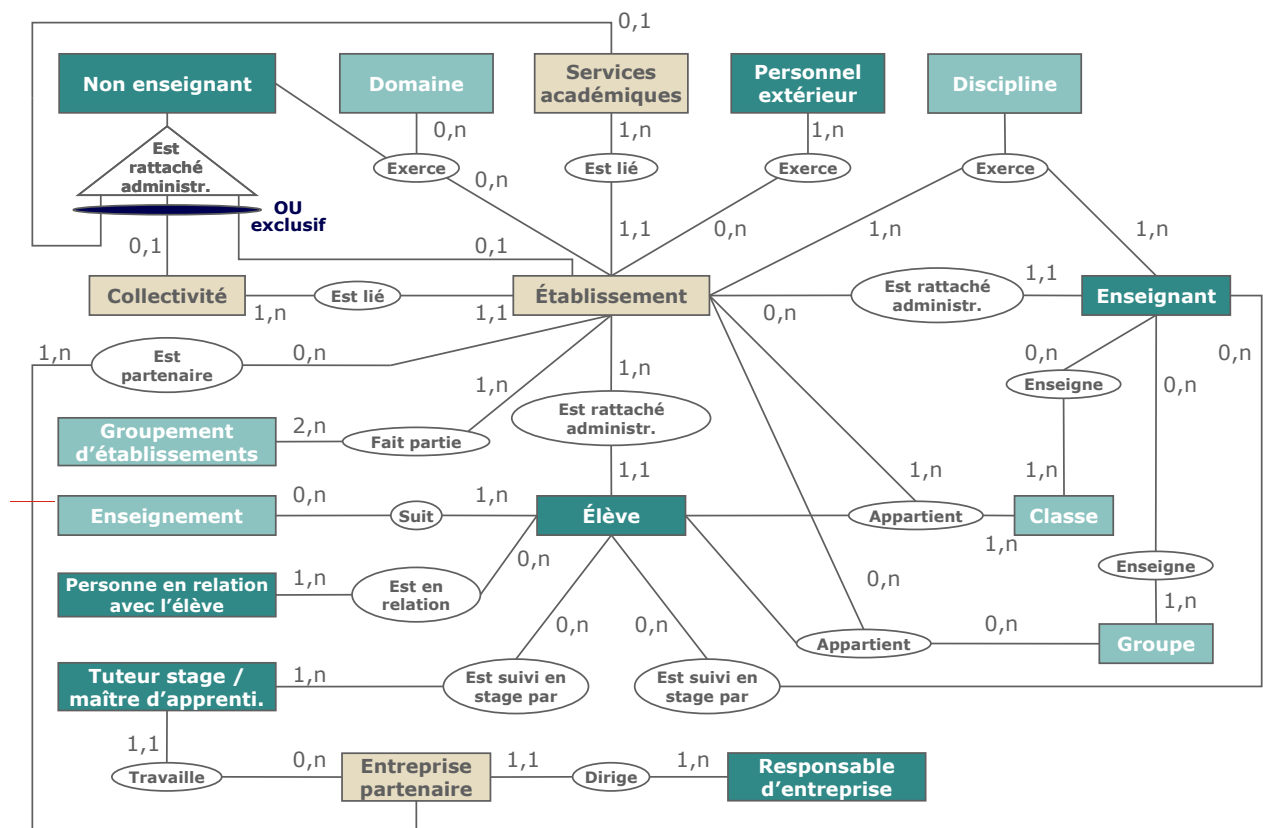 0,1
Non enseignant
Domaine
Services
académiques
Personnel
extérieur
Discipline
0,n
1,n
1,n
Est
rattaché
administr.
Exerce
Est lié
Exerce
Exerce
0,n
OU
exclusif
0,1
0,1
1,1
0,n
1,n
1,n
Collectivité
Est lié
Établissement
Est rattaché
administr.
1,1
Enseignant
1,n
1,1
0,n
1,n
Est
partenaire
0,n
1,n
1,n
0,n
0,n
0,n
Enseigne
Groupement
d’établissements
2,n
Fait partie
Est rattaché
administr.
1,1
1,n
1,n
Enseignement
0,n
Suit
1,n
Élève
Appartient
Classe
1,n
0,n
Personne en relation
avec l’élève
1,n
Est en
relation
0,n
Enseigne
1,n
0,n
0,n
Appartient
0,n
Groupe
Tuteur stage /
maître d’apprenti.
1,n
Est suivi en
stage par
Est suivi en
stage par
1,1
Travaille
0,n
Entreprise
partenaire
1,1
Dirige
1,n
Responsable
d’entreprise